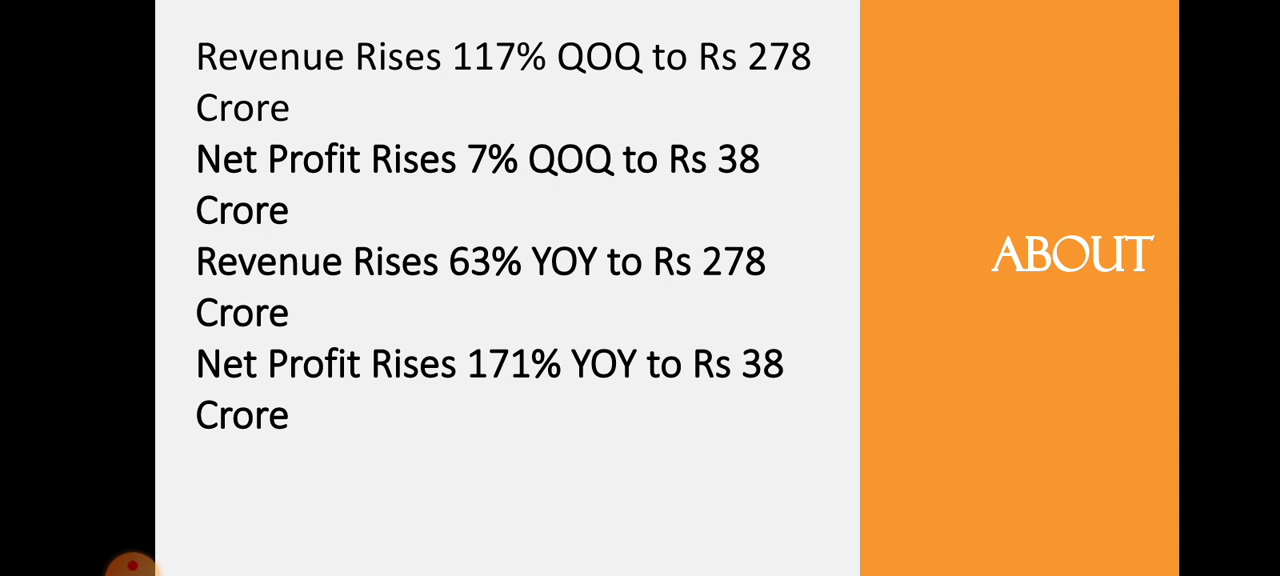 Revenue Rises 117% QOQ to Rs 278
Crore
Net Profit Rises 7% QOQ to Rs 38
Crore
Revenue Rises 63% YOY to Rs 278
Crore
Net Profit Rises 171% YOY to Rs 38
Crore
ABOUT